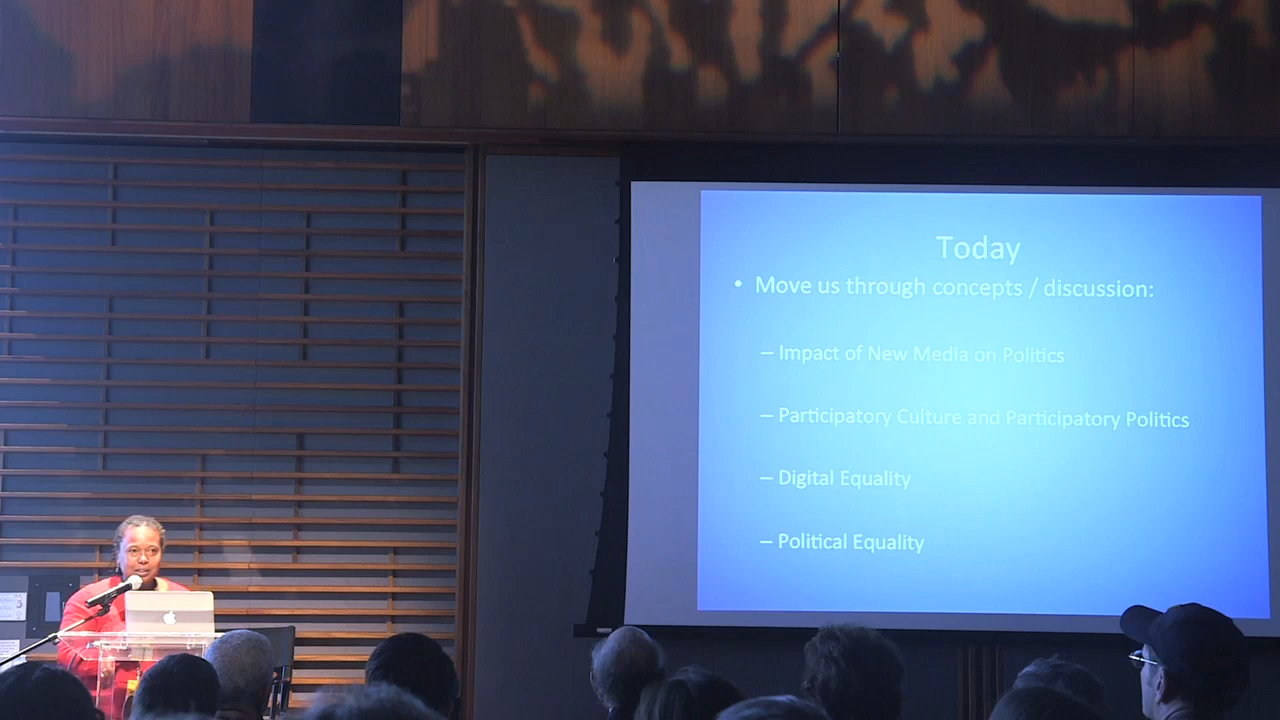 Today
• Move us through concepts / discussion:
– Impact of New Media on Politics
– Participatory Culture and Participatory Politics
– Digital Equality
– Political Equality